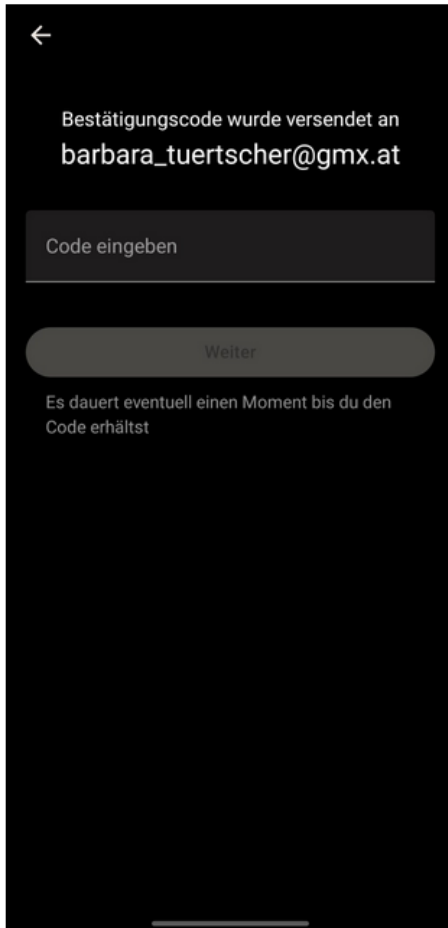 Bestätigungscode wurde versendet an
barbara_tuertscher@gmx.at
Code eingeben
Weiter
Es dauert eventuell einen Moment bis du den
Code erhältst